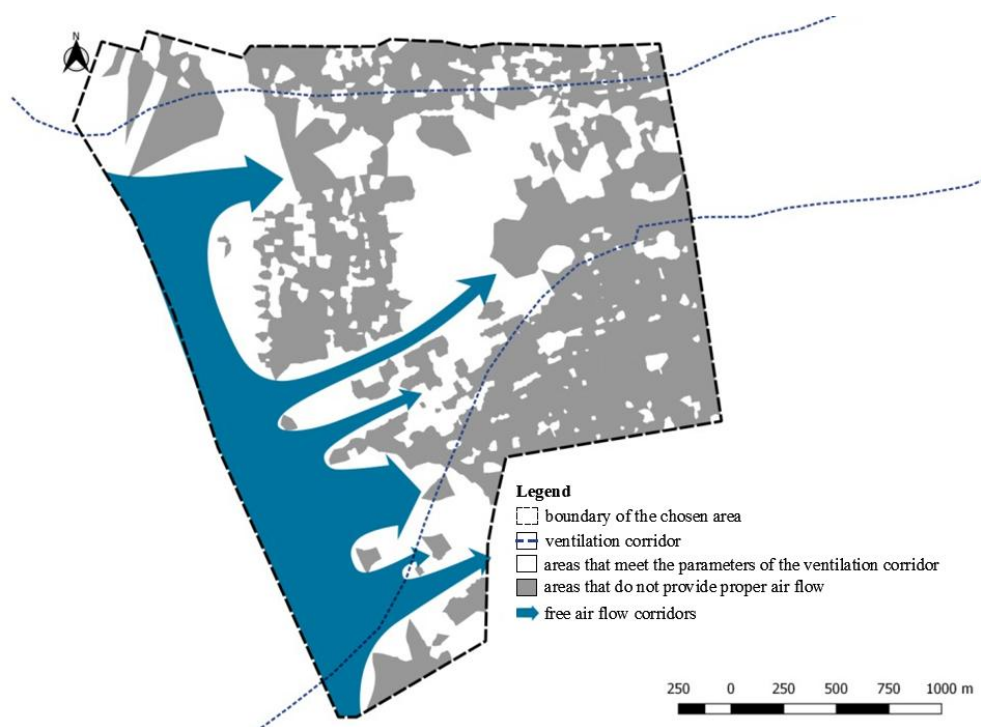 N
Legend
boundary of the chosen area
ventilation corridor
areas that meet the parameters of the ventilation corridor
areas that do not provide proper air flow
free air flow corridors
250 0 250 500 750 1000 m